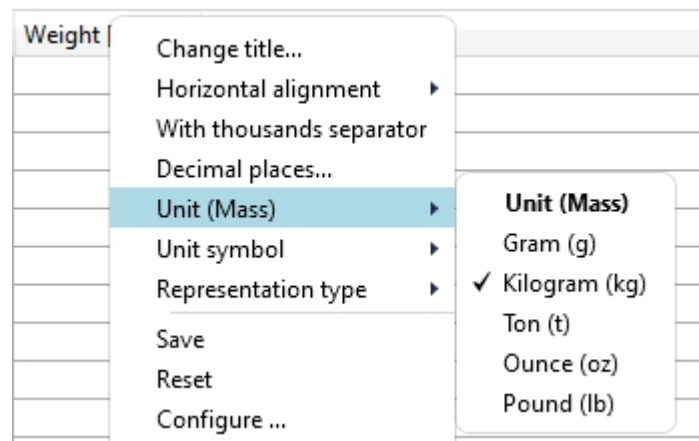 Weight [
Change title...
Horizontal alignment
With thousands separator
Decimal places...
Unit (Mass)
Unit symbol
Representation type
Save
Reset
Configure ...
Unit (Mass)
Gram (g)
Kilogram (kg)
Ton (t)
Ounce (oz)
Pound (lb)